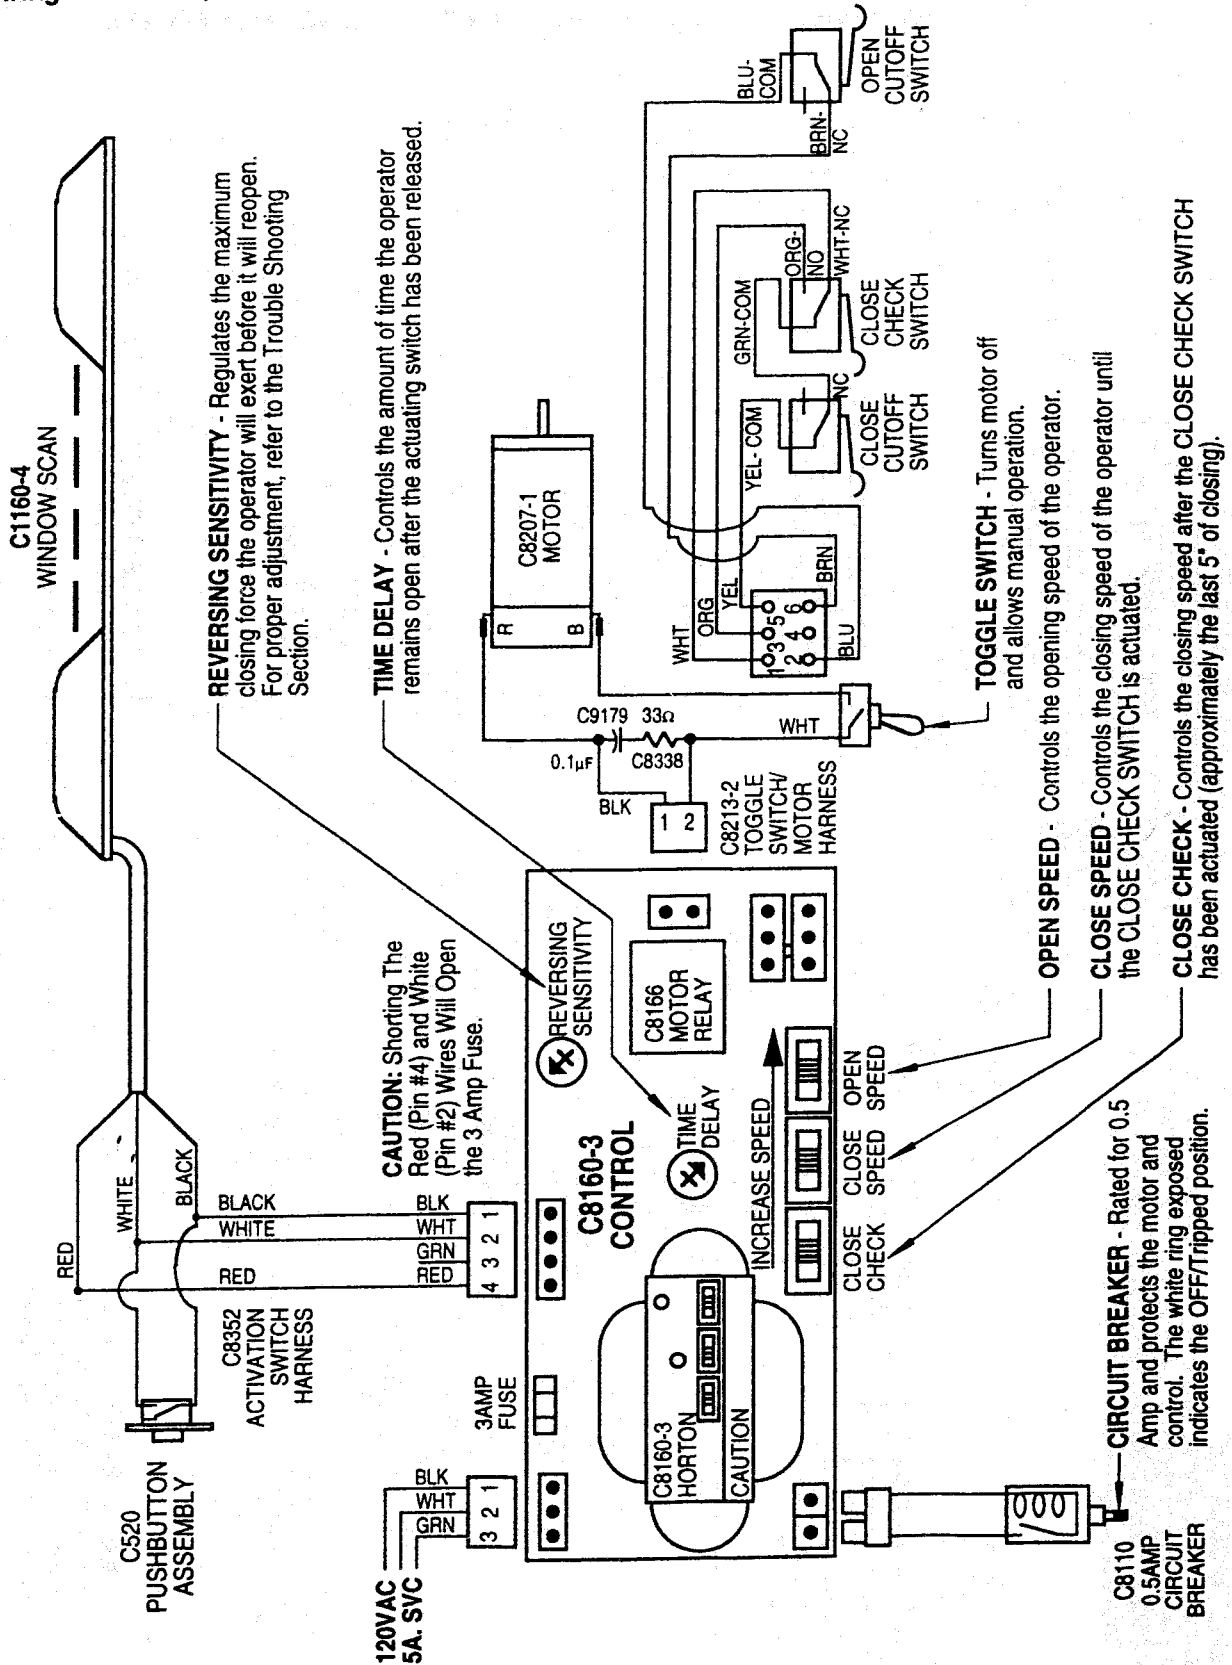 C1160-4
WINDOW SCAN
REVERSING SENSITIVITY - Regulates the maximum
closing force the operator will exert before it will reopen.
For proper adjustment, refer to the Trouble Shooting
Section.
TIME DELAY - Controls the amount of time the operator
remains open after the actuating switch has been released.
RED
WHITE
BLACK
C520
PUSHBUTTON
ASSEMBLY
C8352
ACTIVATION
SWITCH
HARNESS
BLACK
WHITE
RED
BLK
WHT
GRN
RED
4 3 2 1
CAUTION: Shorting The
Red (Pin #4) and White
(Pin #2) Wires Will Open
the 3 Amp Fuse.
120VAC
5A. SVC
BLK
WHT
GRN
3 2 1
3AMP
FUSE
REVERSING
SENSITIVITY
C8160-3
CONTROL
TIME
DELAY
C8166
MOTOR
RELAY
C8160-3
HORTON
CAUTION
INCREASE SPEED
CLOSE
CHECK
CLOSE
SPEED
OPEN
SPEED
C8207-1
MOTOR
R
B
C9179 33Ω
0.1µF
C8338
BLK
WHT
1 2
C8213-2
TOGGLE
SWITCH/
MOTOR
HARNESS
WHT
ORG
YEL
1 3 5
2 4 6
BLU
BRN
YEL- COM
NC
CLOSE
CUTOFF
SWITCH
GRN-COM
ORG-
NO
WHT-NC
CLOSE
CHECK
SWITCH
BLU-
COM
BRN-
NC
OPEN
CUTOFF
SWITCH
TOGGLE SWITCH - Turns motor off
and allows manual operation.
OPEN SPEED - Controls the opening speed of the operator.
CLOSE SPEED - Controls the closing speed of the operator until
the CLOSE CHECK SWITCH is actuated.
CLOSE CHECK - Controls the closing speed after the CLOSE CHECK SWITCH
has been actuated (approximately the last 5" of closing).
C8110
0.5AMP
CIRCUIT
BREAKER
CIRCUIT BREAKER - Rated for 0.5
Amp and protects the motor and
control. The white ring exposed
indicates the OFF/Tripped position.